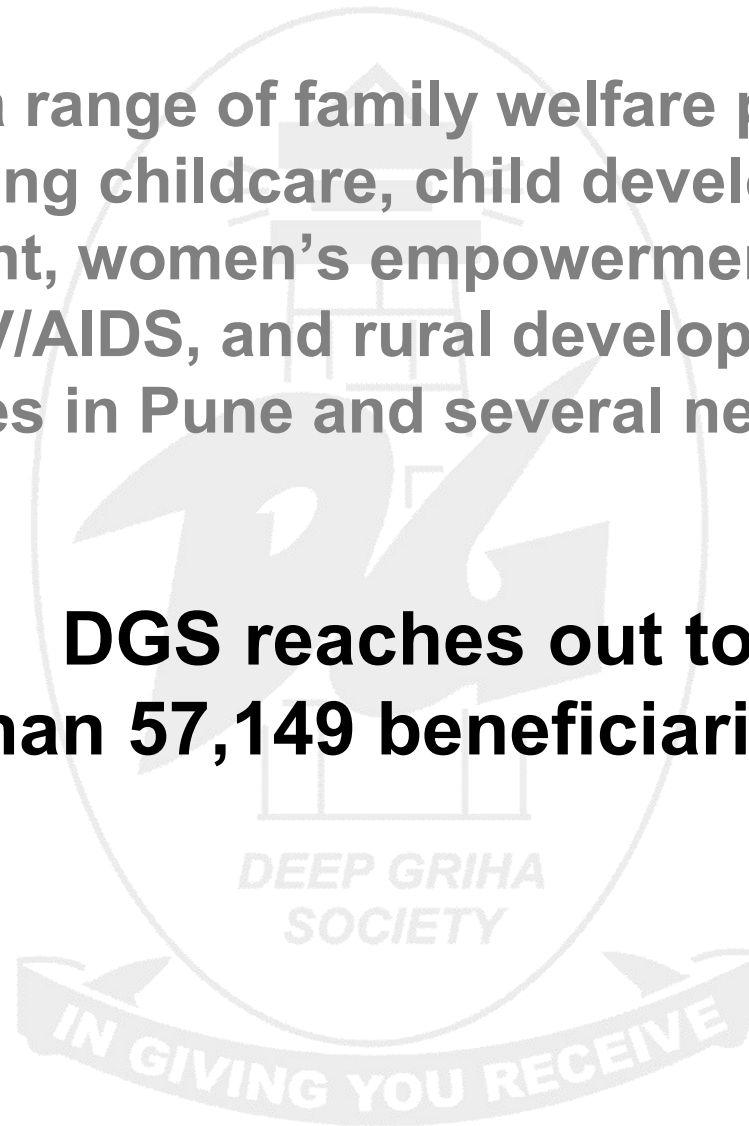 a range of family welfare p
ng childcare, child develo
nt, women’s empowermen
V/AIDS, and rural develop
es in Pune and several ne
DGS reaches out to
han 57,149 beneficiari
DEEP GRIHA
SOCIETY
IN GIVING YOU RECEIVE